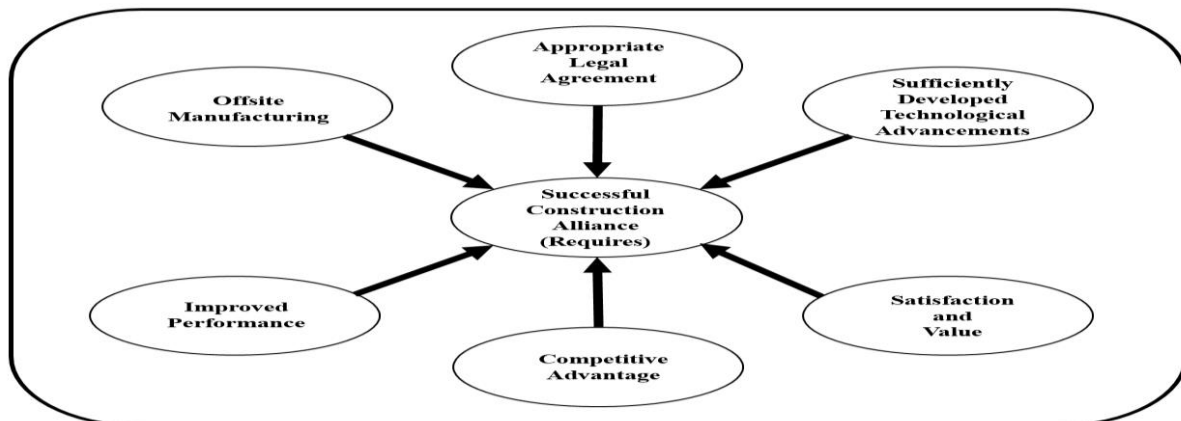 Appropriate
Legal
Agreement
Offsite
Manufacturing
Sufficiently
Developed
Technological
Advancements
Successful
Construction
Alliance
(Requires)
Improved
Performance
Satisfaction
and
Value
Competitive
Advantage